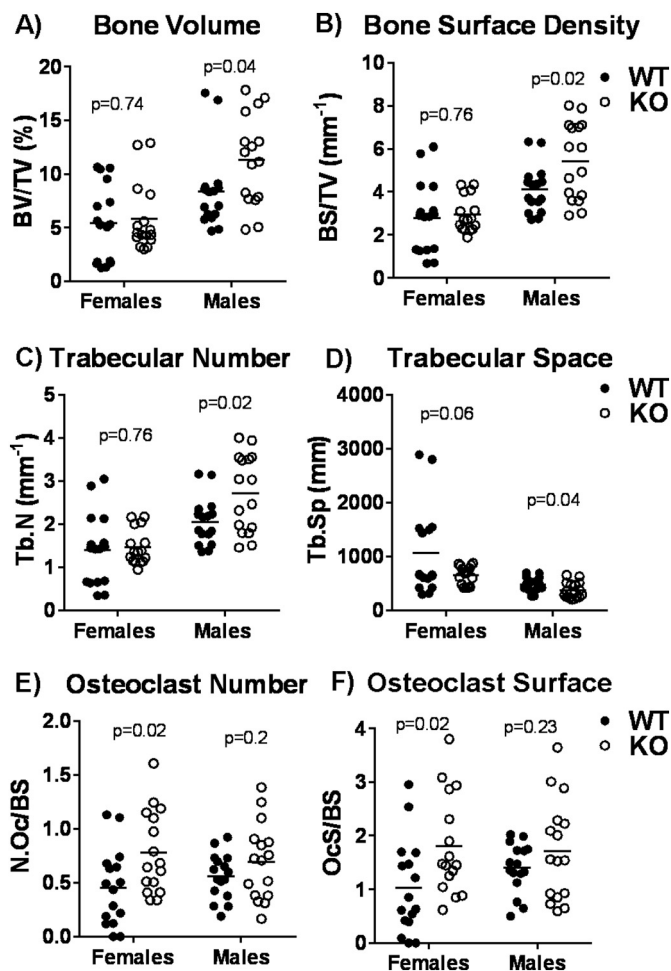 A) Bone Volume
BV/TV (%)
20
15
10
5
0
p=0.74
p=0.04
Females Males
B) Bone Surface Density
BS/TV (mm-1)
6
4
2
0
p=0.76
p=0.02
Females Males
WT
KO
C) Trabecular Number
Tb.N (mm-1)
5
4
3
2
1
0
p=0.76
p=0.02
Females Males
D) Trabecular Space
Tb.Sp (mm)
4000
3000
2000
1000
0
p=0.06
p=0.04
Females Males
WT
KO
E) Osteoclast Number
N.Oc/BS
2.0
1.5
1.0
0.5
0.0
p=0.02
p=0.2
Females Males
F) Osteoclast Surface
OcS/BS
4
3
2
1
0
p=0.02
p=0.23
Females Males
WT
KO